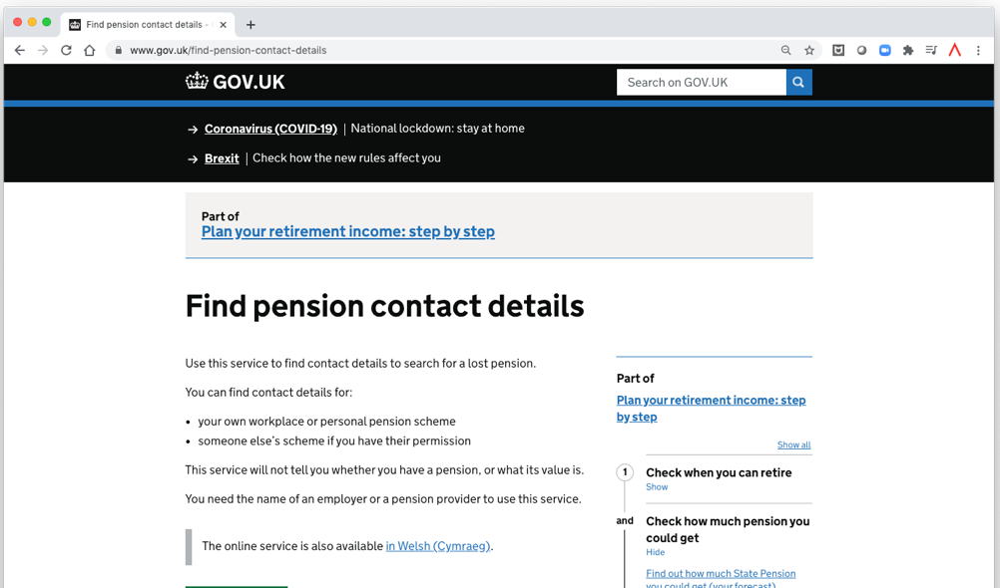 Find pension contact details -
www.gov.uk/find-pension-contact-details
GOV.UK
Search on GOV.UK
→ Coronavirus (COVID-19) | National lockdown: stay at home
→ Brexit | Check how the new rules affect you
Part of
Plan your retirement income: step by step
Find pension contact details
Use this service to find contact details to search for a lost pension.
You can find contact details for:
• your own workplace or personal pension scheme
• someone else's scheme if you have their permission
This service will not tell you whether you have a pension, or what its value is.
You need the name of an employer or a pension provider to use this service.
The online service is also available in Welsh (Cymraeg).
Part of
Plan your retirement income: step
by step
Show all
1 Check when you can retire
Show
and Check how much pension you
could get
Hide
Find out how much State Pension
you could get (your forecast)